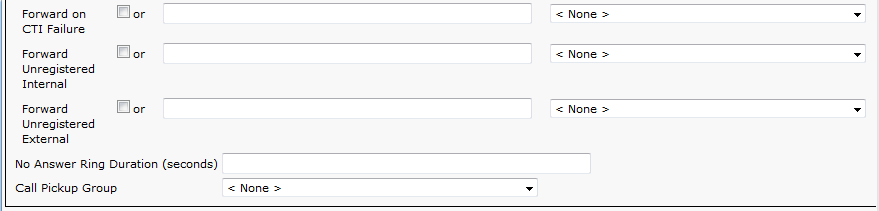 Forward on or < None >
CTI Failure
Forward or < None >
Unregistered
Internal
Forward or < None >
Unregistered
External
No Answer Ring Duration (seconds)
Call Pickup Group < None >